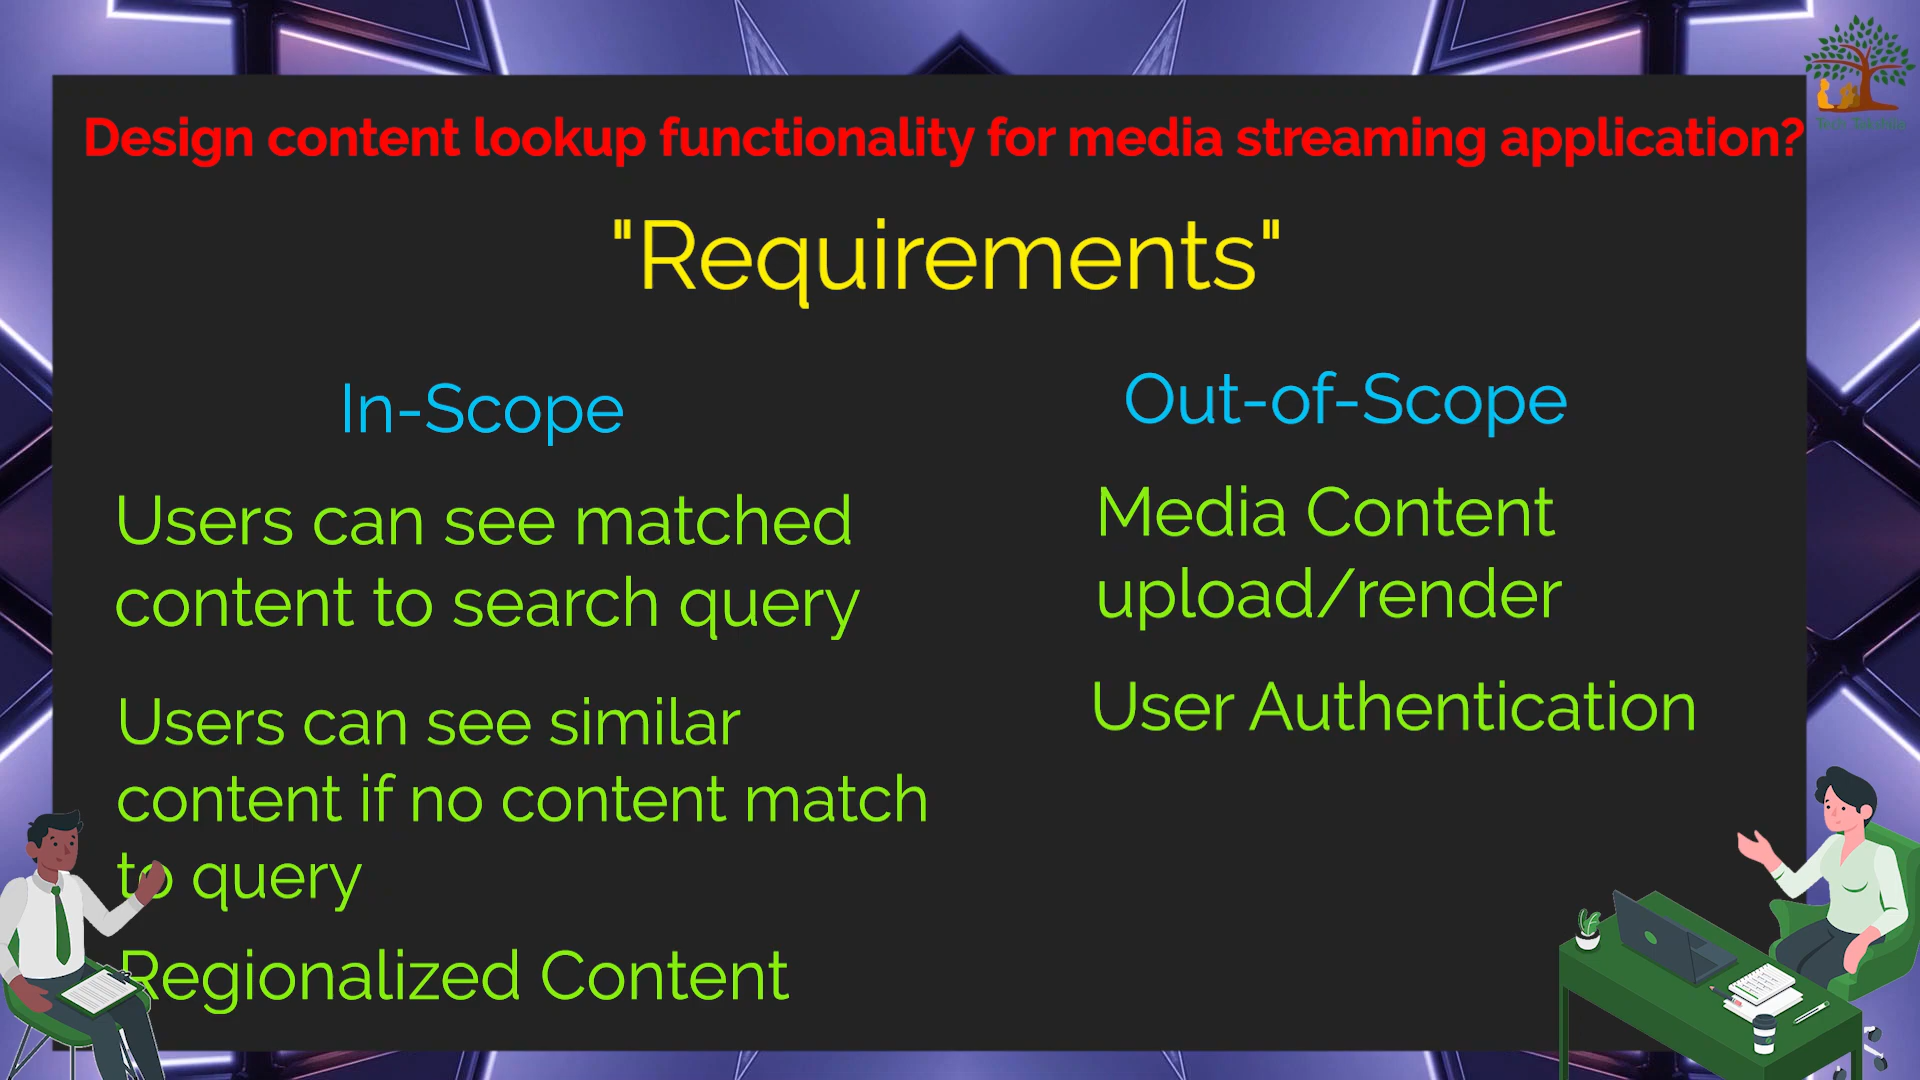 Design content lookup functionality for media streaming application?
"Requirements"
In-Scope
Users can see matched
content to search query
Users can see similar
content if no content match
to query
Regionalized Content
Out-of-Scope
Media Content
upload/render
User Authentication